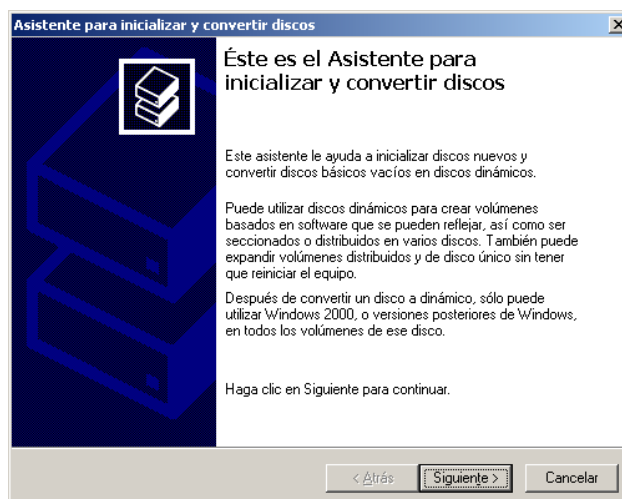 Asistente para inicializar y convertir discos
Éste es el Asistente para
inicializar y convertir discos
Este asistente le ayuda a inicializar discos nuevos y
convertir discos básicos vacíos en discos dinámicos.
Puede utilizar discos dinámicos para crear volúmenes
basados en software que se pueden reflejar, así como ser
seccionados o distribuidos en varios discos. También puede
expandir volúmenes distribuidos y de disco único sin tener
que reiniciar el equipo.
Después de convertir un disco a dinámico, sólo puede
utilizar Windows 2000, o versiones posteriores de Windows,
en todos los volúmenes de ese disco.
Haga clic en Siguiente para continuar.
< Atrás Siguiente > Cancelar